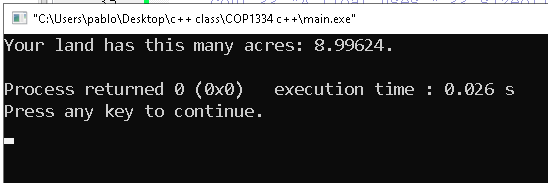 "C:\Users\pablo\Desktop\c++ class\COP1334 c++\main.exe"
Your land has this many acres: 8.99624.
Process returned 0 (0x0)   execution time : 0.026 s
Press any key to continue.